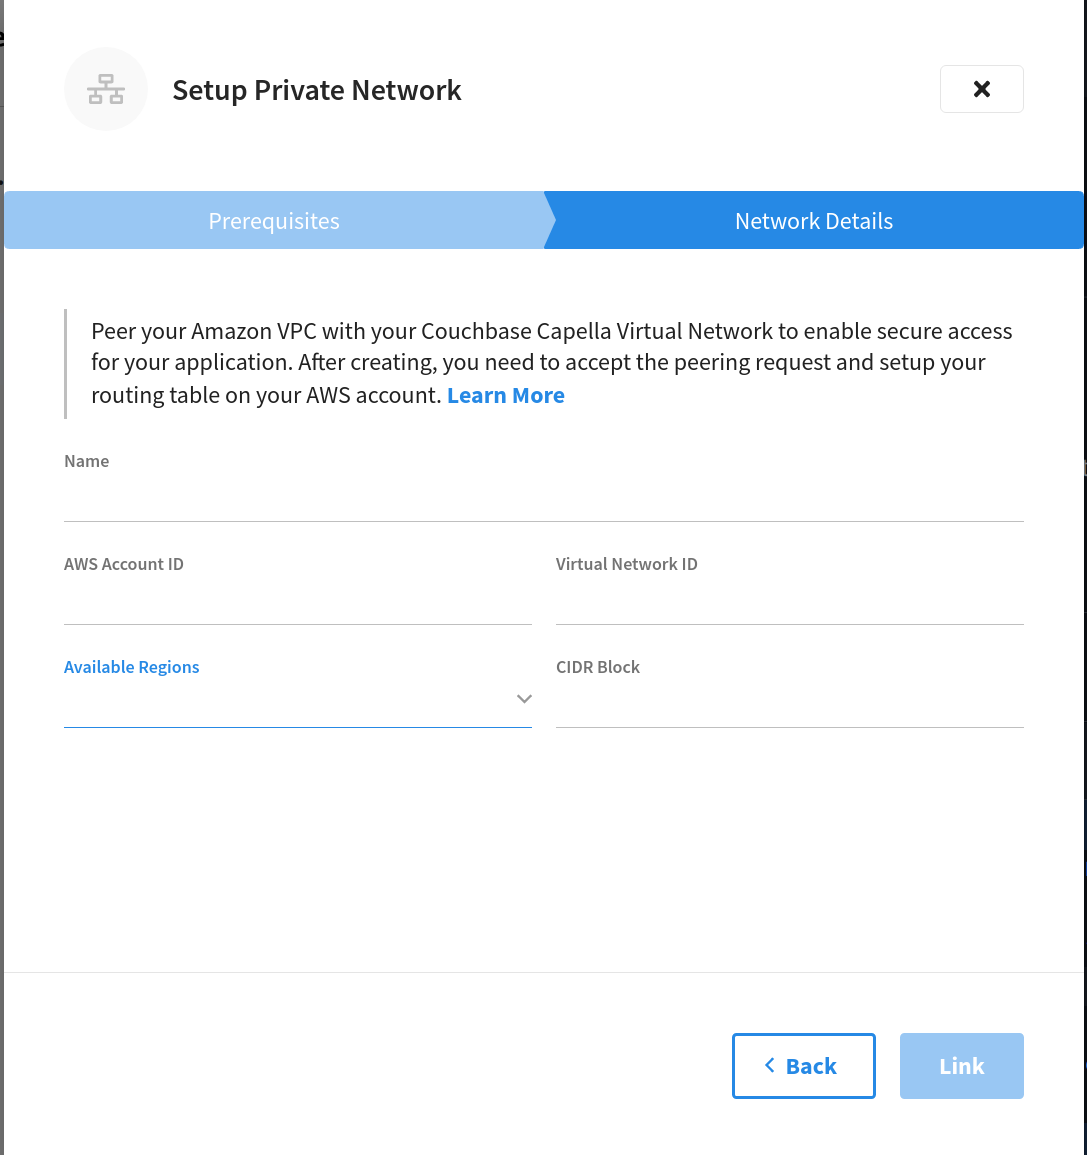 Setup Private Network
Prerequisites
Network Details
Peer your Amazon VPC with your Couchbase Capella Virtual Network to enable secure access
for your application. After creating, you need to accept the peering request and setup your
routing table on your AWS account. Learn More
Name
AWS Account ID
Virtual Network ID
Available Regions
CIDR Block
Back
Link